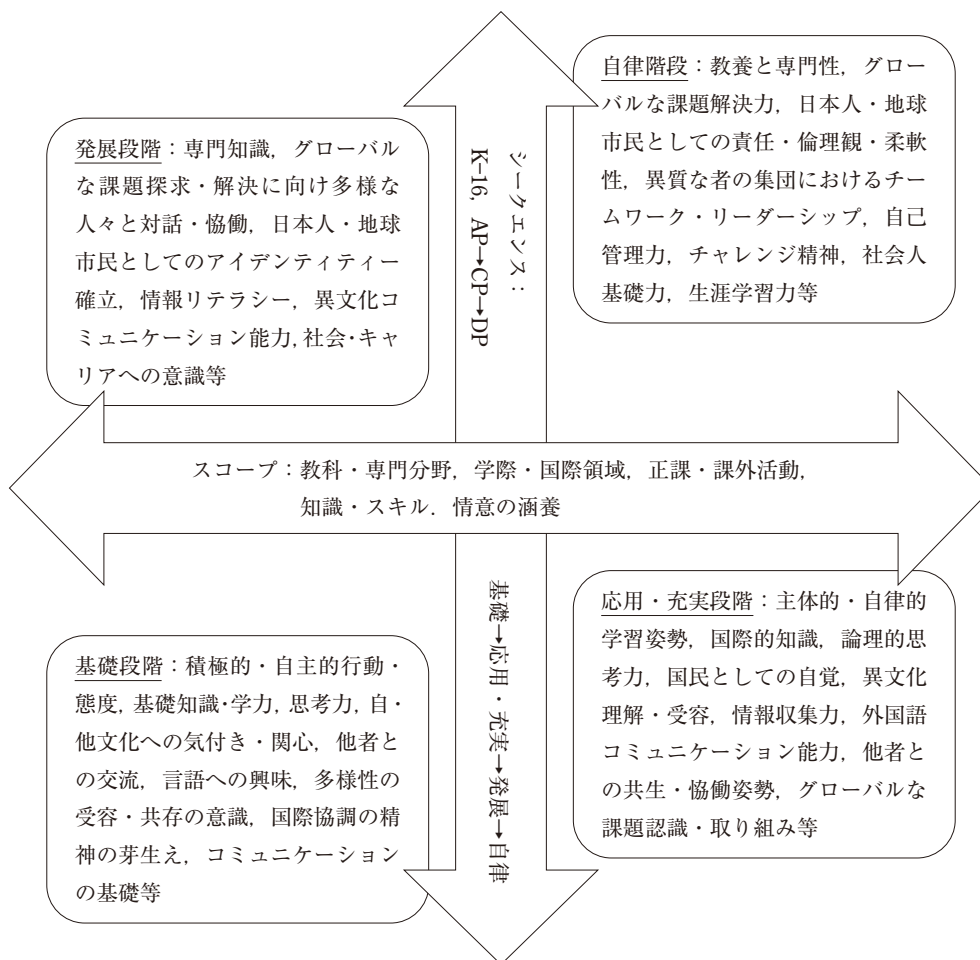 発展段階：専門知識，グローバル
な課題探求・解決に向け多様な
人々と対話・恊働，日本人・地球
市民としてのアイデンティティー
確立，情報リテラシー，異文化コ
ミュニケーション能力，社会・キャ
リアへの意識等
シークエンス：
K-16，AP→CP→DP
自律階段：教養と専門性，グロー
バルな課題解決力，日本人・地球
市民としての責任・倫理観・柔軟
性，異質な者の集団におけるチー
ムワーク・リーダーシップ，自己
管理力，チャレンジ精神，社会人
基礎力，生涯学習力等
スコープ：教科・専門分野，学際・国際領域，正課・課外活動，
知識・スキル．情意の涵養
基礎段階：積極的・自主的行動・
態度，基礎知識・学力，思考力，自・
他文化への気付き・関心，他者と
の交流，言語への興味，多様性の
受容・共存の意識，国際協調の精
神の芽生え，コミュニケーション
の基礎等
基礎→応用・充実→発展→自律
応用・充実段階：主体的・自律的
学習姿勢，国際的知識，論理的思
考力，国民としての自覚，異文化
理解・受容，情報収集力，外国語
コミュニケーション能力，他者と
の共生・恊働姿勢，グローバルな
課題認識・取り組み等